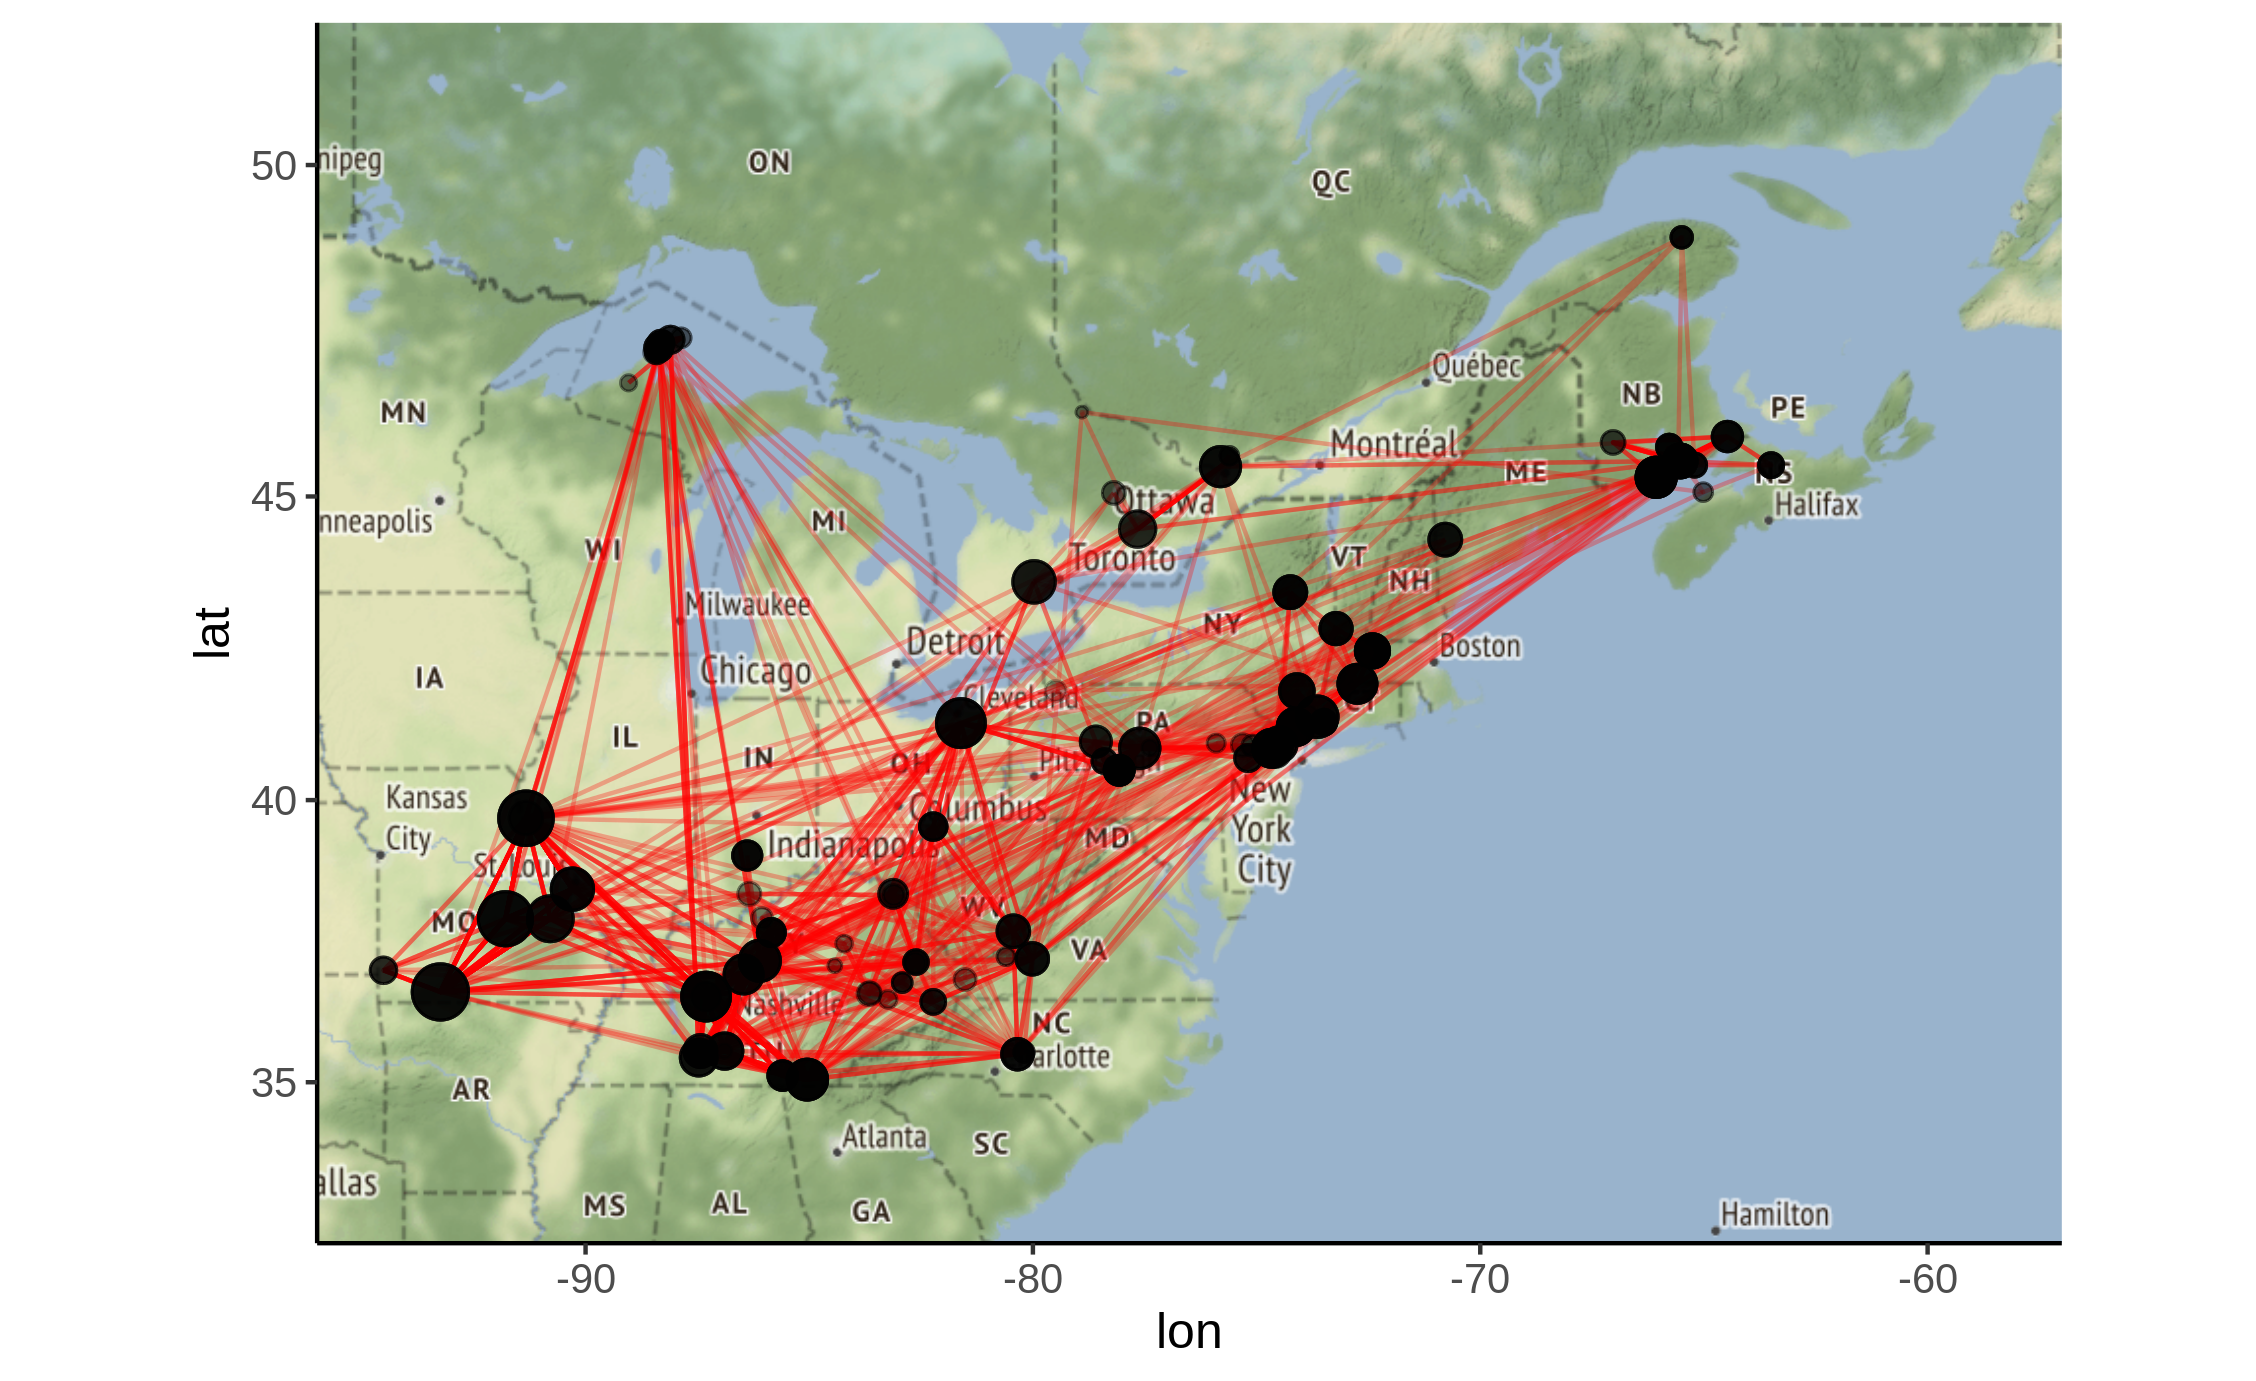 50
nipeg
ON
QC
Québec
NB
PE
MN
Montréal
45
ME
NS
Halifax
nneapolis
Ottawa
MI
WI
Toronto
VT
NH
Milwaukee
NY
lat
Detroit
Boston
Chicago
IA
Cleveland
CT
PA
IL
IN
OH
40
Kansas
City
Columbus
New
York
City
MD
Indianapolis
MO
WV
VA
Nashville
NC
arlotte
35
AR
Atlanta
SC
allas
MS
AL
GA
Hamilton
-90
-80
-70
-60
lon